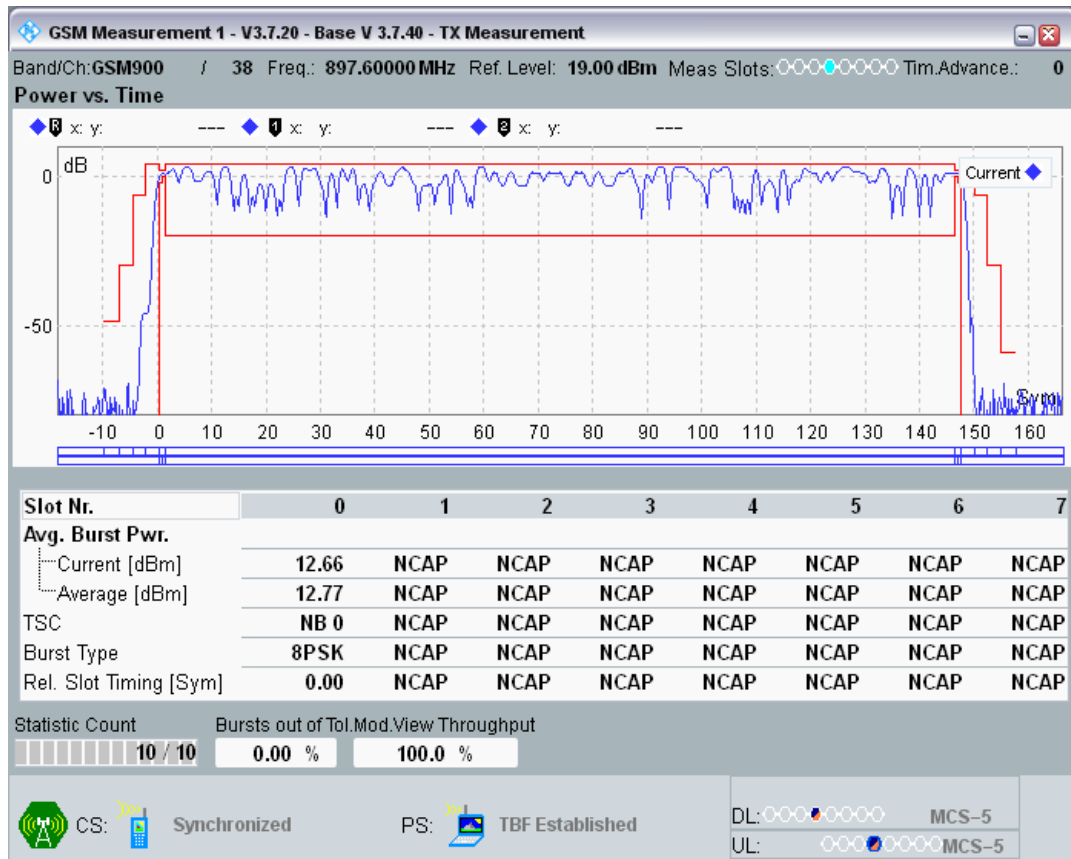 GSM Measurement 1 - V3.7.20 - Base V 3.7.40 - TX Measurement
Band/Ch:GSM900 / 38 Freq.: 897.60000 MHz Ref. Level: 19.00 dBm Meas Slots: Tim.Advance.: 0
Power vs. Time
R x: y: --- 1 x: y: --- 2 x: y: ---
dB
Current
0
-50
Sym
-10 0 10 20 30 40 50 60 70 80 90 100 110 120 130 140 150 160
Slot Nr. 0 1 2 3 4 5 6 7
Avg. Burst Pwr.
Current [dBm] 12.66 NCAP NCAP NCAP NCAP NCAP NCAP NCAP
Average [dBm] 12.77 NCAP NCAP NCAP NCAP NCAP NCAP NCAP
TSC NB 0 NCAP NCAP NCAP NCAP NCAP NCAP NCAP
Burst Type 8PSK NCAP NCAP NCAP NCAP NCAP NCAP NCAP
Rel. Slot Timing [Sym] 0.00 NCAP NCAP NCAP NCAP NCAP NCAP NCAP
Statistic Count Bursts out of Tol. Mod.View Throughput
10 / 10 0.00 % 100.0 %
CS: Synchronized PS: TBF Established
DL: MCS-5
UL: MCS-5